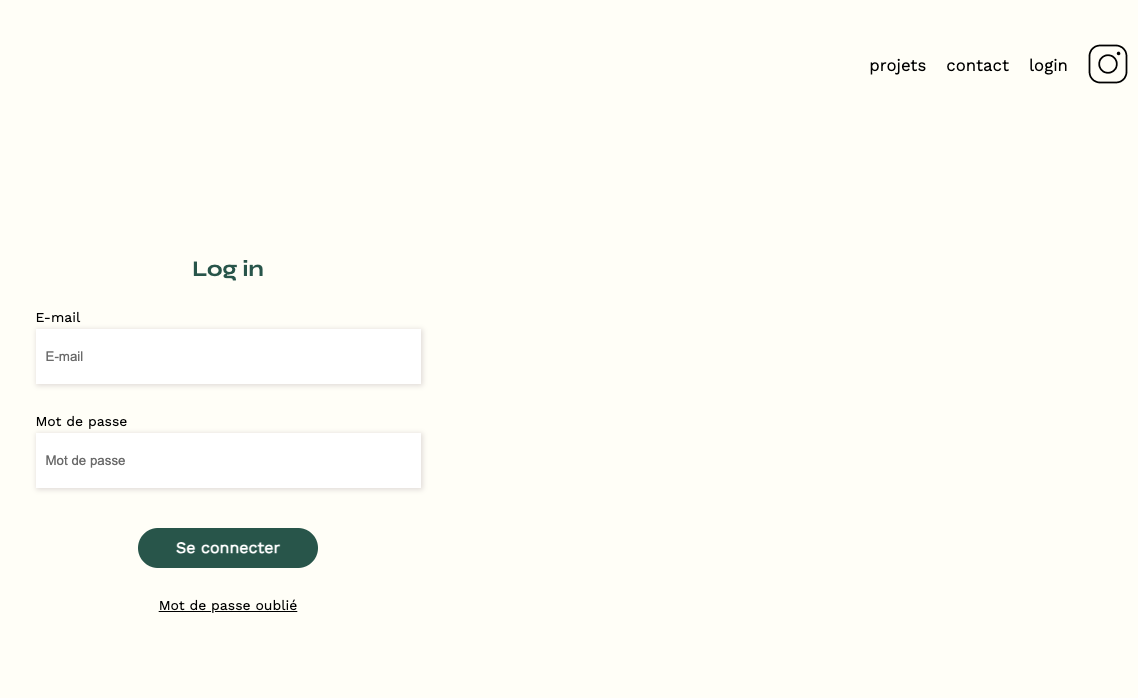 projets contact login
Log in
E-mail
E-mail
Mot de passe
Mot de passe
Se connecter
Mot de passe oublié